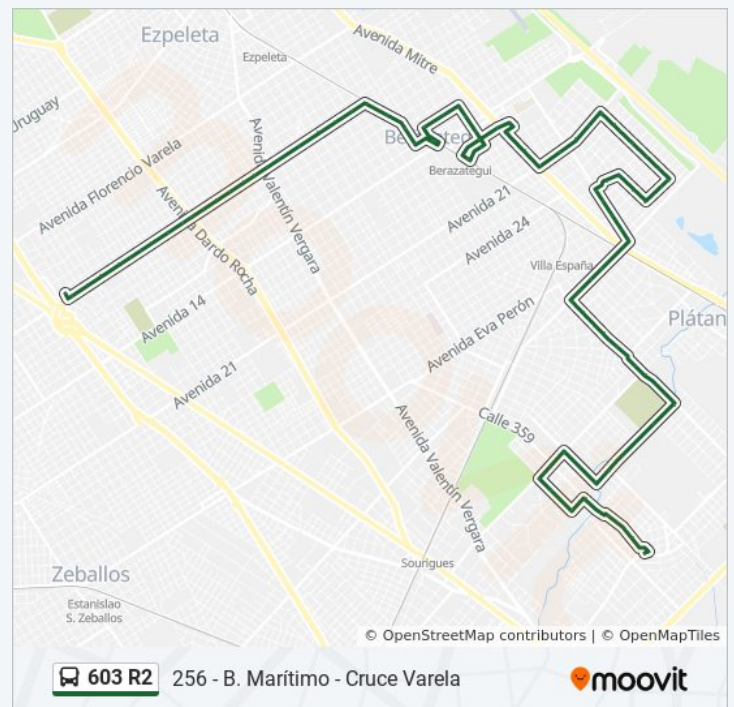 Ezpeleta
Avenida Mitre
Ezpeleta
Uruguay
Avenida Florencio Varela
Avenida Valentín Vergara
Berazategui
Avenida 21
Avenida Dardo Rocha
Avenida 24
Villa España
Avenida 14
Plátan
Avenida Eva Perón
Avenida 21
Calle 359
Avenida Valentín Vergara
Sourigues
Zeballos
Estanislao
S. Zeballos
© OpenStreetMap contributors | © OpenMapTiles
603 R2 256 - B. Marítimo - Cruce Varela
moovit